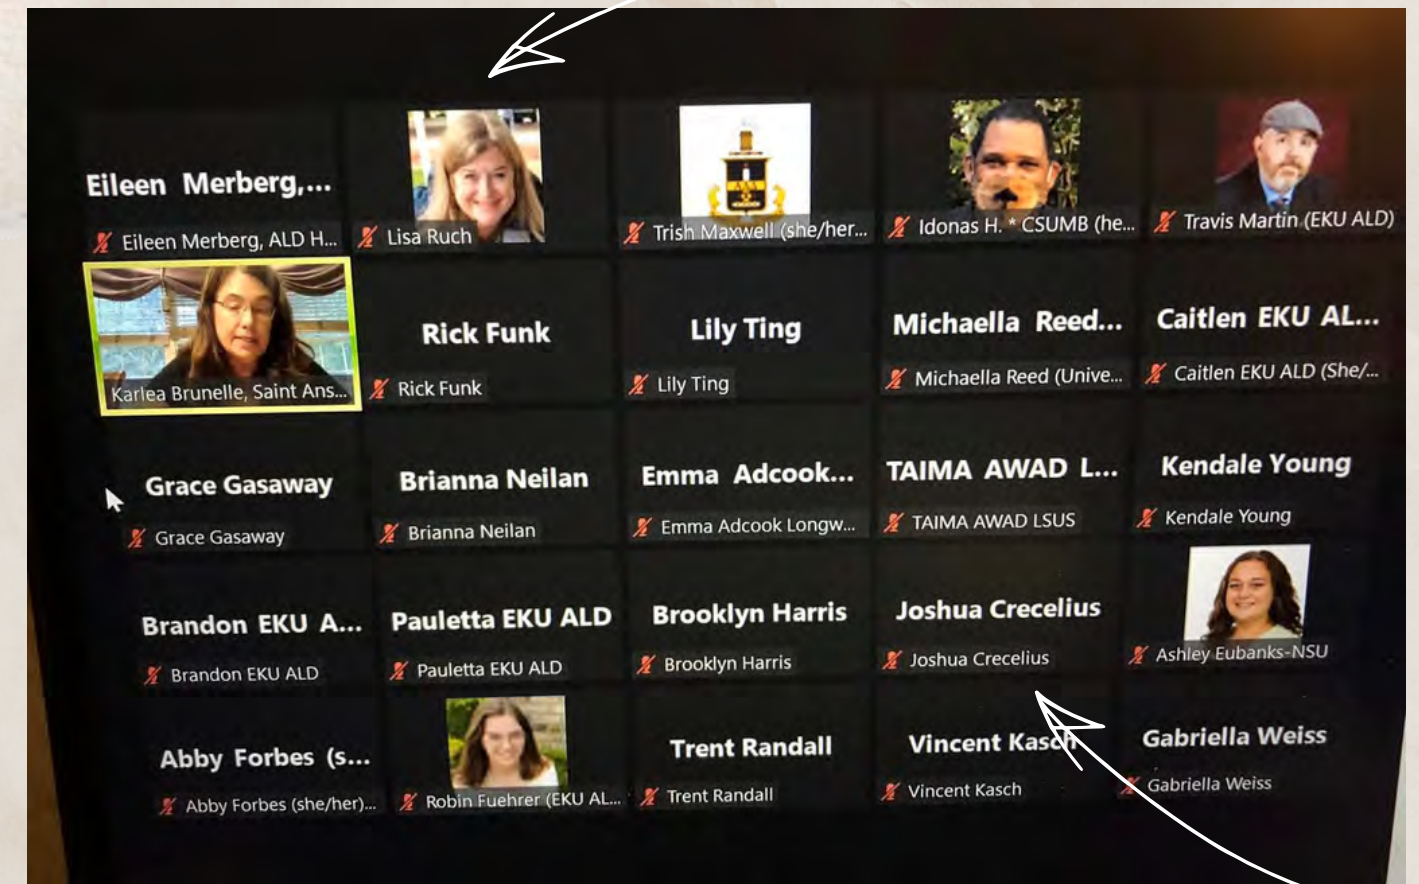 Eileen Merberg,...
Eileen Merberg, ALD H...
Lisa Ruch
Trish Maxwell (she/her...
Idonas H. * CSUMB (he...
Travis Martin (EKU ALD)
Karlea Brunelle, Saint Ans...
Rick Funk
Rick Funk
Lily Ting
Lily Ting
Michaella Reed...
Michaella Reed (Unive...
Caitlen EKU AL...
Caitlen EKU ALD (She/...
Grace Gasaway
Grace Gasaway
Brianna Neilan
Brianna Neilan
Emma Adcook...
Emma Adcook Longw...
TAIMA AWAD L...
TAIMA AWAD LSUS
Kendale Young
Kendale Young
Brandon EKU A...
Brandon EKU ALD
Pauletta EKU ALD
Pauletta EKU ALD
Brooklyn Harris
Brooklyn Harris
Joshua Crecelius
Joshua Crecelius
Ashley Eubanks-NSU
Abby Forbes (s...
Abby Forbes (she/her)...
Robin Fuehrer (EKU AL...
Trent Randall
Trent Randall
Vincent Kasch
Vincent Kasch
Gabriella Weiss
Gabriella Weiss